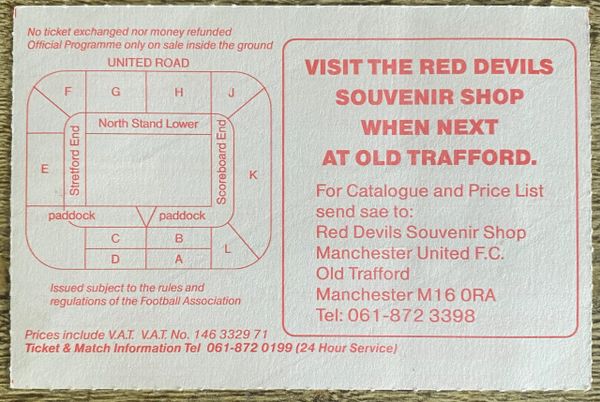 No ticket exchanged nor money refunded
Official Programme only on sale inside the ground
UNITED ROAD
F G H J
North Stand Lower
Stretford End
Scoreboard End
E
K
paddock paddock
C B
L
D A
Issued subject to the rules and
regulations of the Football Association
Prices include V.A.T. V.A.T. No. 146 3329 71
Ticket & Match Information Tel 061-872 0199 (24 Hour Service)
VISIT THE RED DEVILS
SOUVENIR SHOP
WHEN NEXT
AT OLD TRAFFORD.
For Catalogue and Price List
send sae to:
Red Devils Souvenir Shop
Manchester United F.C.
Old Trafford
Manchester M16 0RA
Tel: 061-872 3398